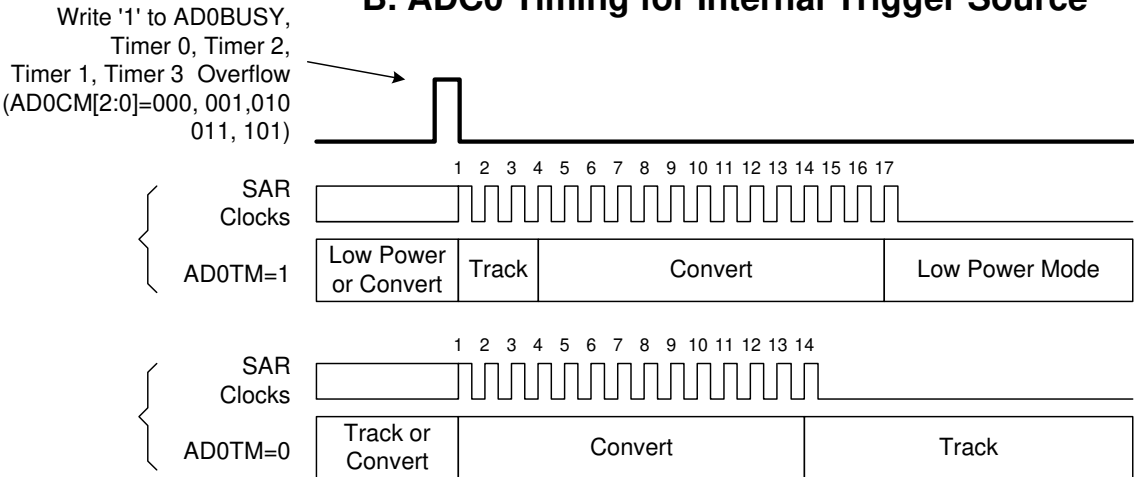 B. ADC0 Timing for Internal Trigger Source
Write '1' to AD0BUSY,
Timer 0, Timer 2,
Timer 1, Timer 3 Overflow
(AD0CM[2:0]=000, 001,010
011, 101)
1 2 3 4 5 6 7 8 9 10 11 12 13 14 15 16 17
SAR
Clocks
AD0TM=1
Low Power
or Convert
Track
Convert
Low Power Mode
1 2 3 4 5 6 7 8 9 10 11 12 13 14
SAR
Clocks
AD0TM=0
Track or
Convert
Convert
Track